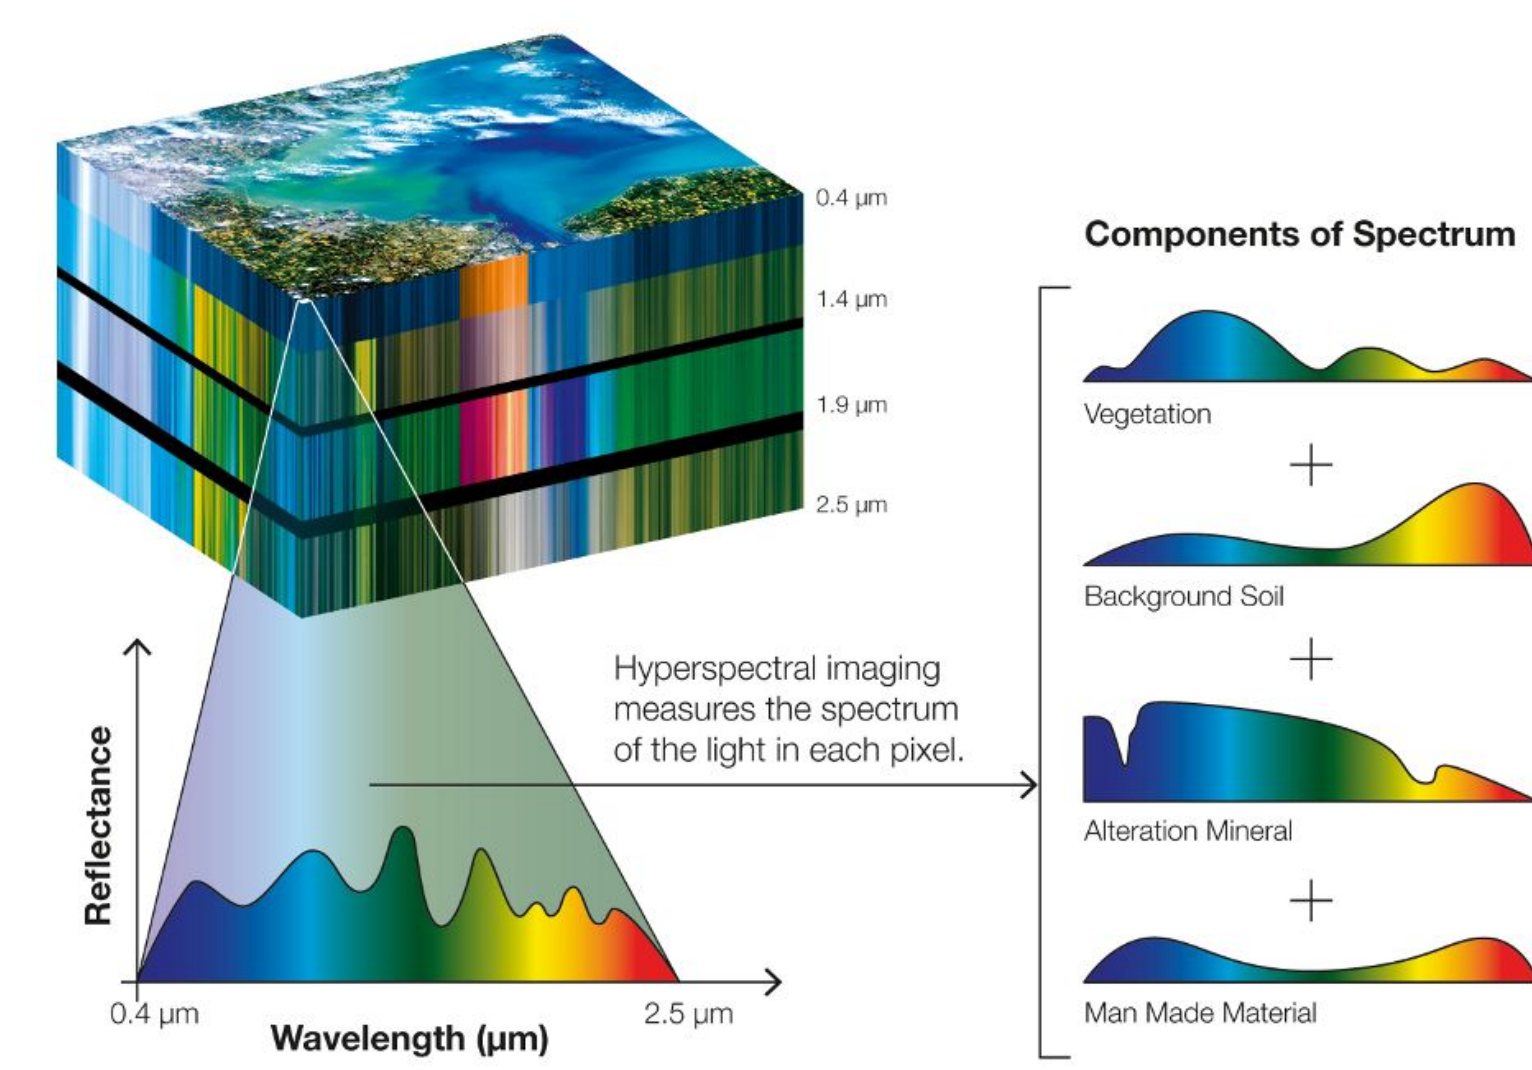 0.4 µm
1.4 µm
1.9 µm
2.5 µm
Components of Spectrum
Vegetation
+
Background Soil
+
Alteration Mineral
+
Man Made Material
Hyperspectral imaging
measures the spectrum
of the light in each pixel.
Reflectance
0.4 µm
2.5 µm
Wavelength (µm)